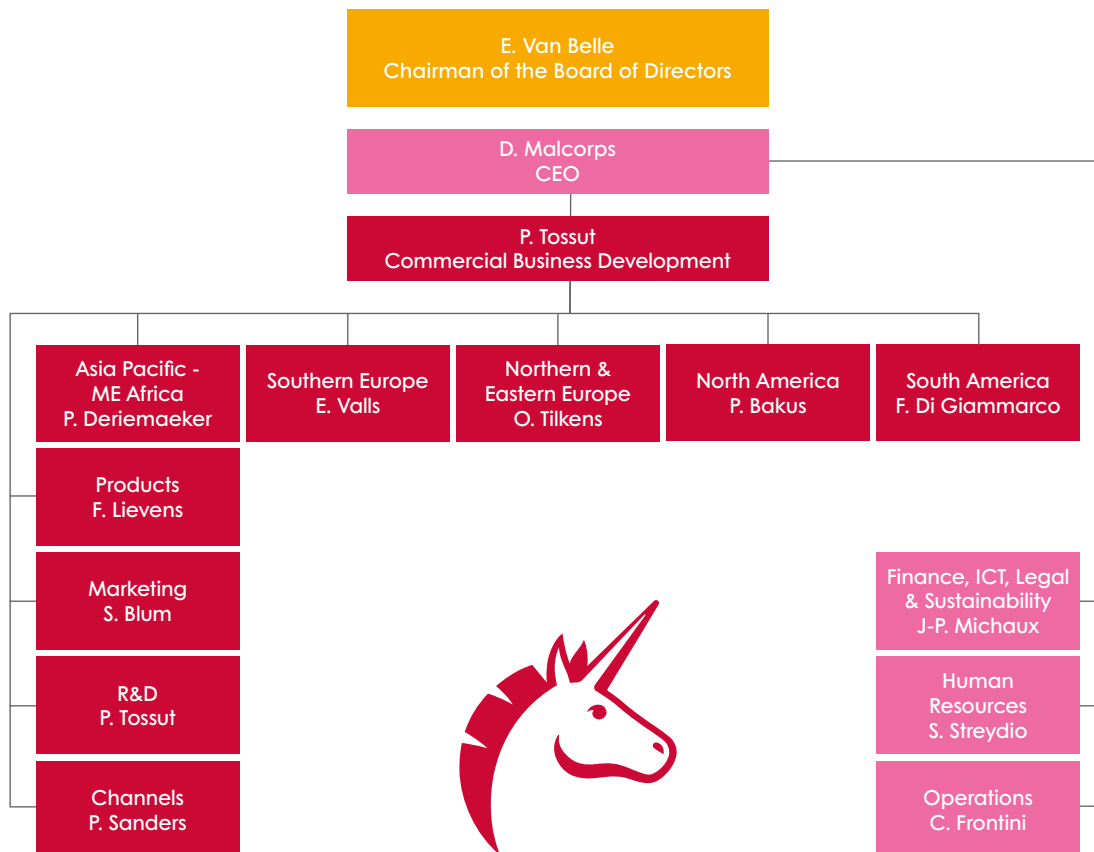 E. Van Belle
Chairman of the Board of Directors
D. Malcorps
CEO
P. Tossut
Commercial Business Development
Asia Pacific -
ME Africa
P. Deriemaeker
Southern Europe
E. Valls
Northern &
Eastern Europe
O. Tilkens
North America
P. Bakus
South America
F. Di Giammarco
Products
F. Lievens
Marketing
S. Blum
R&D
P. Tossut
Channels
P. Sanders
Finance, ICT, Legal
& Sustainability
J-P. Michaux
Human
Resources
S. Streydio
Operations
C. Frontini